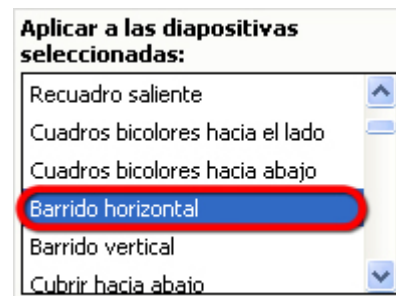 Aplicar a las diapositivas
seleccionadas:
Recuadro saliente
Cuadros bicolores hacia el lado
Cuadros bicolores hacia abajo
Barrido horizontal
Barrido vertical
Cubrir hacia abajo